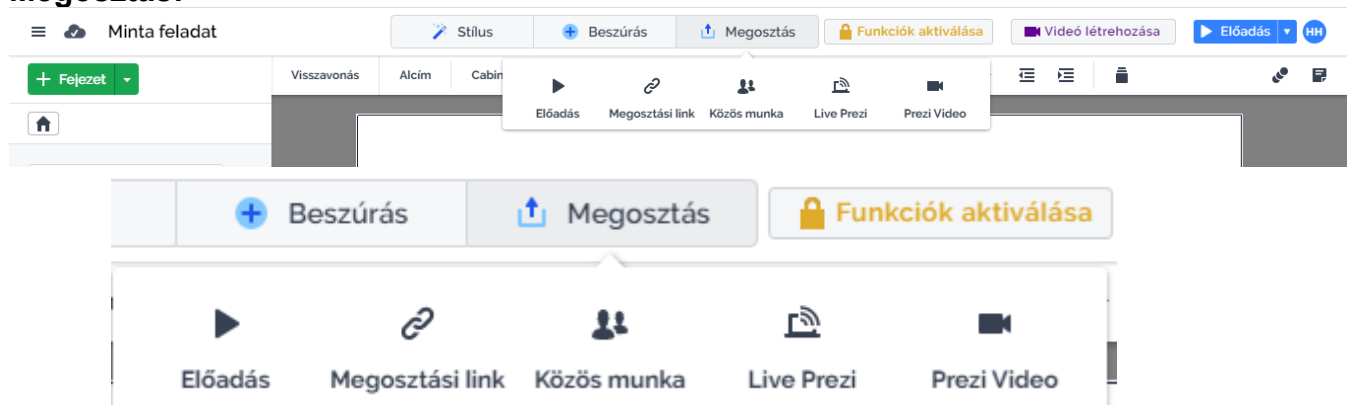 Megosztás:
Minta feladat Stílus Beszúrás Megosztás Funkciók aktiválása Videó létrehozása Előadás HH
+ Fejezet Visszavonás Alcím Cabin
Előadás Megosztási link Közös munka Live Prezi Prezi Video
Beszúrás Megosztás Funkciók aktiválása
Előadás Megosztási link Közös munka Live Prezi Prezi Video